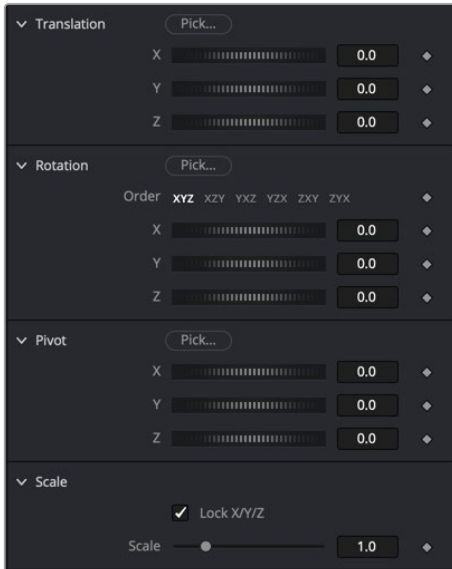 Translation Pick...
X 0.0
Y 0.0
Z 0.0
Rotation Pick...
Order XYZ XZY YXZ YZX ZXY ZYX
X 0.0
Y 0.0
Z 0.0
Pivot Pick...
X 0.0
Y 0.0
Z 0.0
Scale
Lock X/Y/Z
Scale 1.0